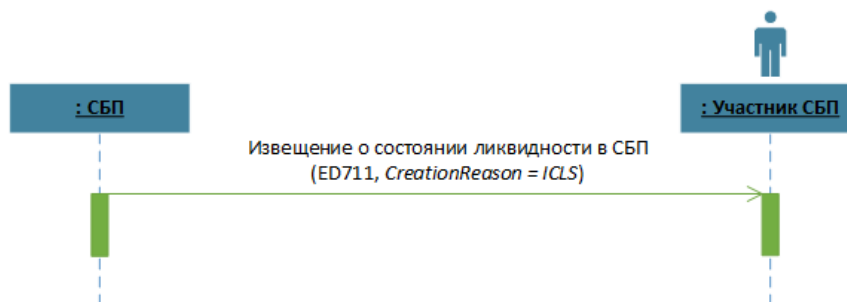 : СБП
: Участник СБП
Извещение о состоянии ликвидности в СБП
(ED711, CreationReason = ICLS)